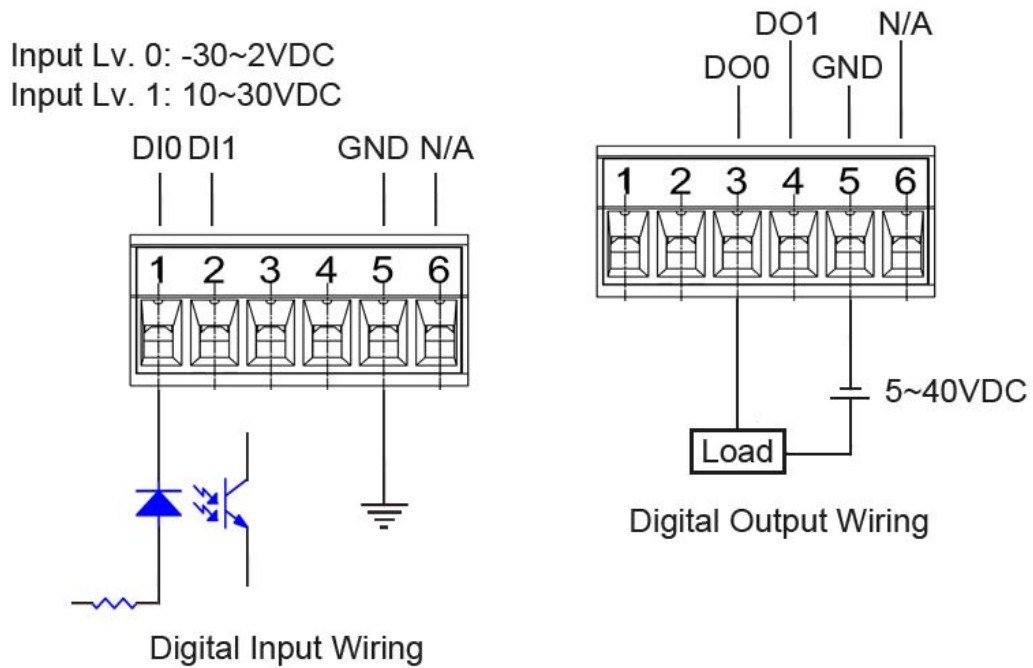 Input Lv. 0: -30~2VDC
Input Lv. 1: 10~30VDC
DI0 DI1 GND N/A
1 2 3 4 5 6
Digital Input Wiring
DO1 N/A
DO0 GND
1 2 3 4 5 6
5~40VDC
Load
Digital Output Wiring